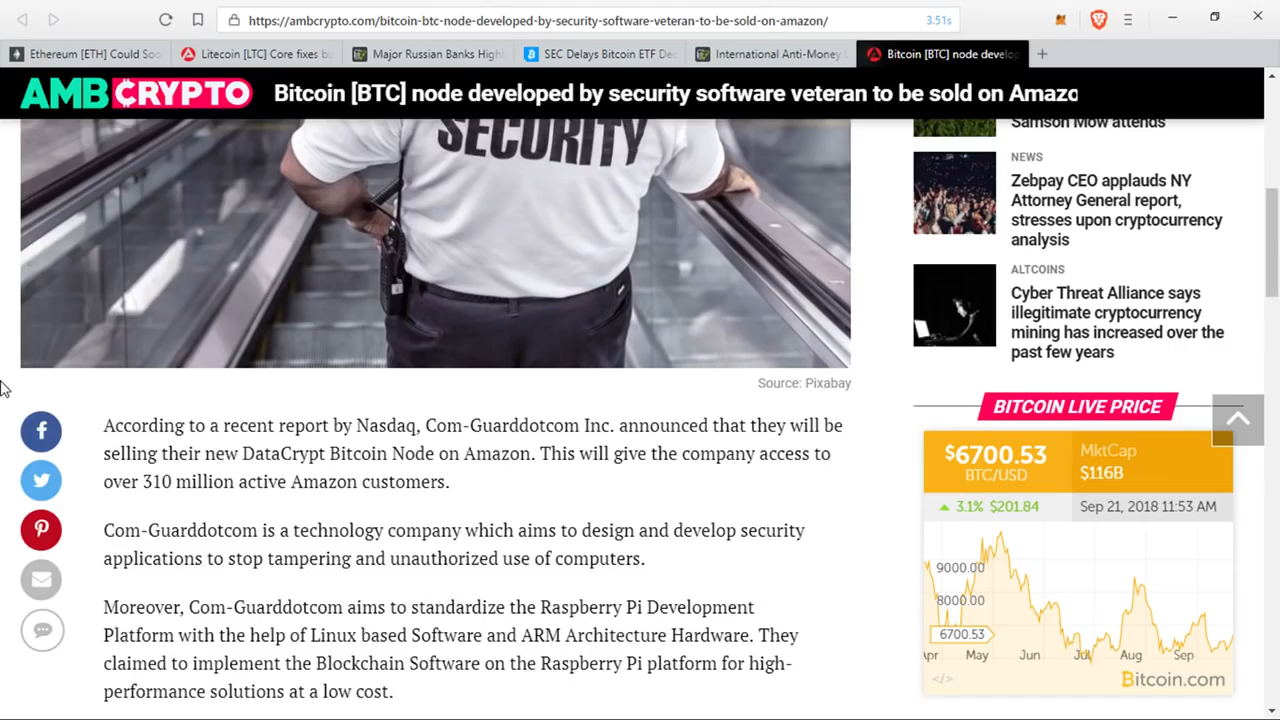 https://ambcrypto.com/bitcoin-btc-node-developed-by-security-software-veteran-to-be-sold-on-amazon/
3.51s
Ethereum [ETH] Could Soo
Litecoin [LTC] Core fixes bu
Major Russian Banks High
SEC Delays Bitcoin ETF Dec
International Anti-Money L
Bitcoin [BTC] node develop
AMBCRYPTO
Bitcoin [BTC] node developed by security software veteran to be sold on Amazo
SECURITY
Source: Pixabay
According to a recent report by Nasdaq, Com-Guarddotcom Inc. announced that they will be
selling their new DataCrypt Bitcoin Node on Amazon. This will give the company access to
over 310 million active Amazon customers.
Com-Guarddotcom is a technology company which aims to design and develop security
applications to stop tampering and unauthorized use of computers.
Moreover, Com-Guarddotcom aims to standardize the Raspberry Pi Development
Platform with the help of Linux based Software and ARM Architecture Hardware. They
claimed to implement the Blockchain Software on the Raspberry Pi platform for high-
performance solutions at a low cost.
Samson Mow attends
NEWS
Zebpay CEO applauds NY
Attorney General report,
stresses upon cryptocurrency
analysis
ALTCOINS
Cyber Threat Alliance says
illegitimate cryptocurrency
mining has increased over the
past few years
BITCOIN LIVE PRICE
$6700.53
BTC/USD
MktCap
$116B
3.1% $201.84
Sep 21, 2018 11:53 AM
9000.00
8000.00
6700.53
pr May Jun Jul Aug Sep
</>
Bitcoin.com